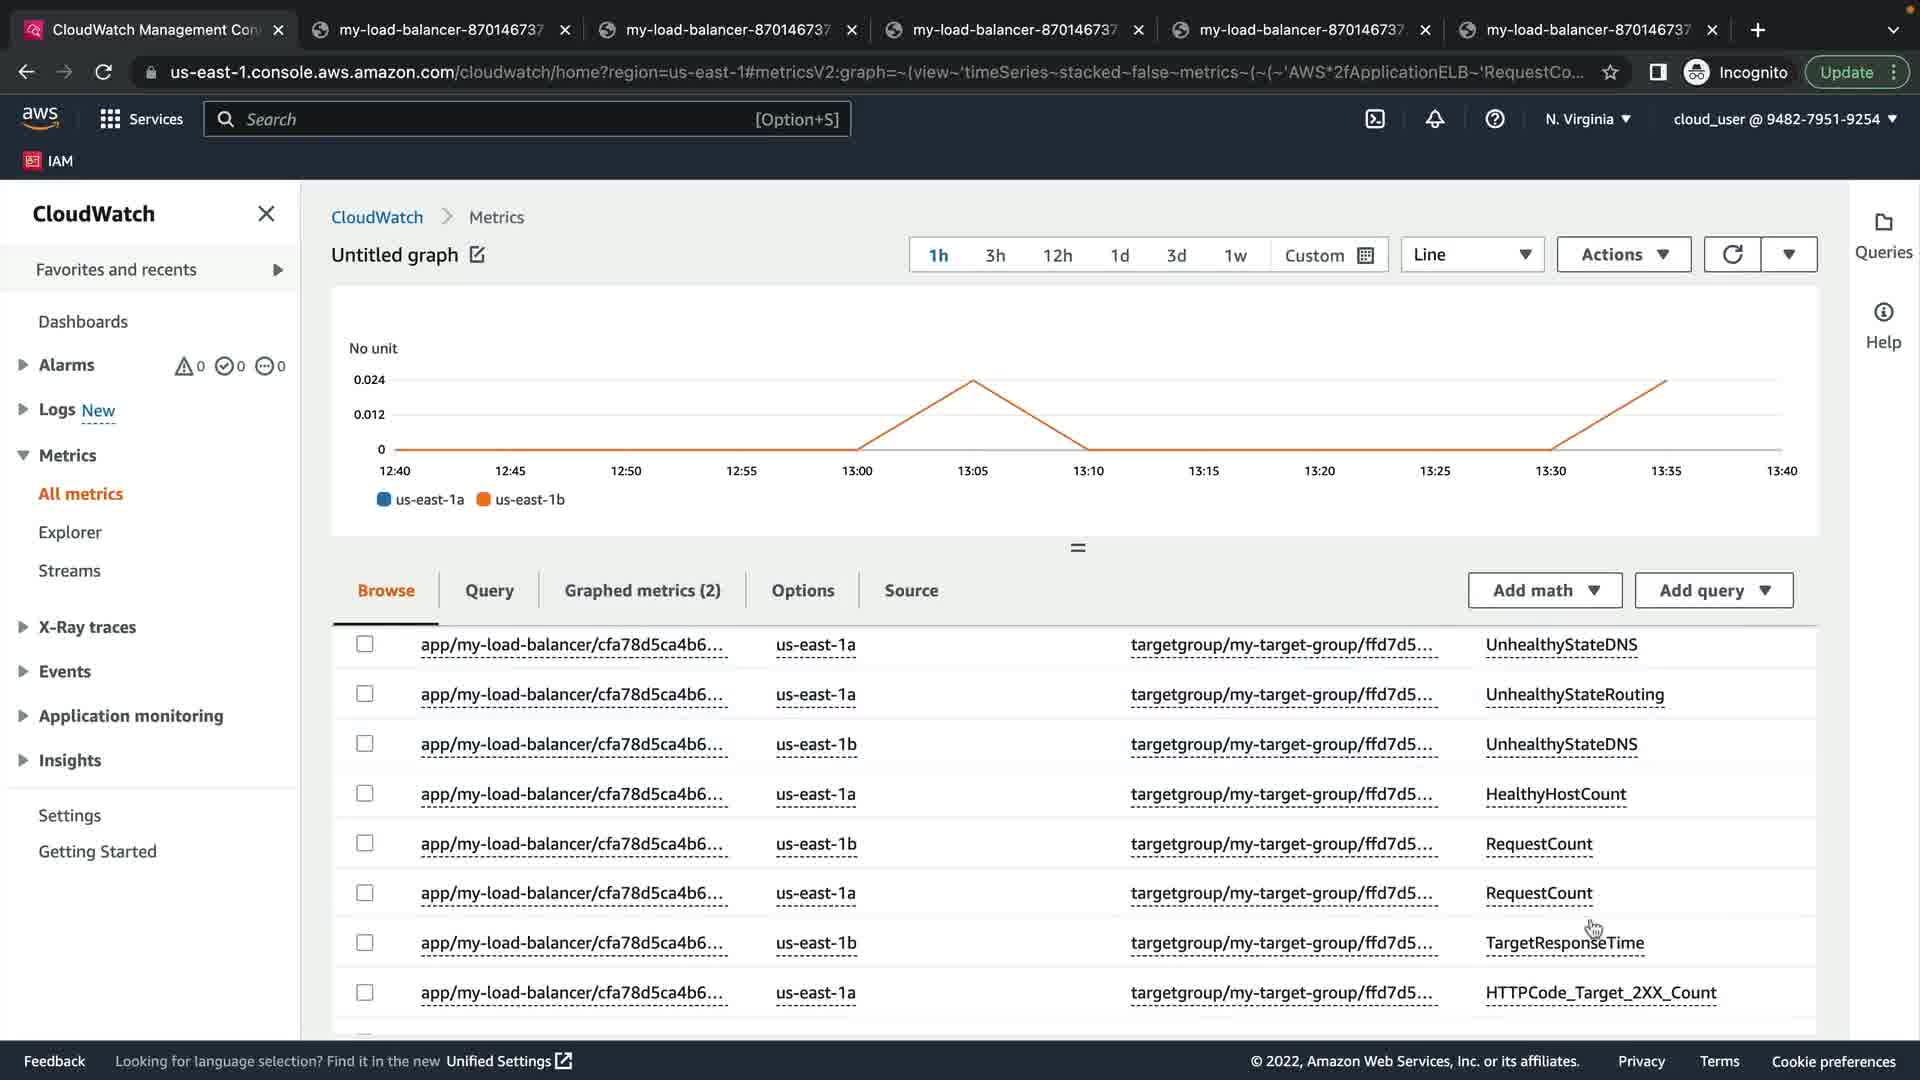 CloudWatch Management Con
my-load-balancer-870146737
my-load-balancer-870146737
my-load-balancer-870146737
my-load-balancer-870146737
my-load-balancer-870146737
us-east-1.console.aws.amazon.com/cloudwatch/home?region=us-east-1#metricsV2:graph=~(view~'timeSeries~stacked~false~metrics~(~(~'AWS*2fApplicationELB~'RequestCo...
Incognito
Update
aws
Services
Search
[Option+S]
N. Virginia
cloud_user @ 9482-7951-9254
IAM
CloudWatch
Favorites and recents
Dashboards
Alarms 0 0 0
Logs New
Metrics
All metrics
Explorer
Streams
X-Ray traces
Events
Application monitoring
Insights
Settings
Getting Started
CloudWatch Metrics
Untitled graph
1h 3h 12h 1d 3d 1w Custom
Line
Actions
Queries
Help
No unit
0.024
0.012
0
12:40 12:45 12:50 12:55 13:00 13:05 13:10 13:15 13:20 13:25 13:30 13:35 13:40
us-east-1a us-east-1b
Browse Query Graphed metrics (2) Options Source
Add math Add query
app/my-load-balancer/cfa78d5ca4b6... us-east-1a targetgroup/my-target-group/ffd7d5... UnhealthyStateDNS
app/my-load-balancer/cfa78d5ca4b6... us-east-1a targetgroup/my-target-group/ffd7d5... UnhealthyStateRouting
app/my-load-balancer/cfa78d5ca4b6... us-east-1b targetgroup/my-target-group/ffd7d5... UnhealthyStateDNS
app/my-load-balancer/cfa78d5ca4b6... us-east-1a targetgroup/my-target-group/ffd7d5... HealthyHostCount
app/my-load-balancer/cfa78d5ca4b6... us-east-1b targetgroup/my-target-group/ffd7d5... RequestCount
app/my-load-balancer/cfa78d5ca4b6... us-east-1a targetgroup/my-target-group/ffd7d5... RequestCount
app/my-load-balancer/cfa78d5ca4b6... us-east-1b targetgroup/my-target-group/ffd7d5... TargetResponseTime
app/my-load-balancer/cfa78d5ca4b6... us-east-1a targetgroup/my-target-group/ffd7d5... HTTPCode_Target_2XX_Count
Feedback Looking for language selection? Find it in the new Unified Settings
© 2022, Amazon Web Services, Inc. or its affiliates. Privacy Terms Cookie preferences